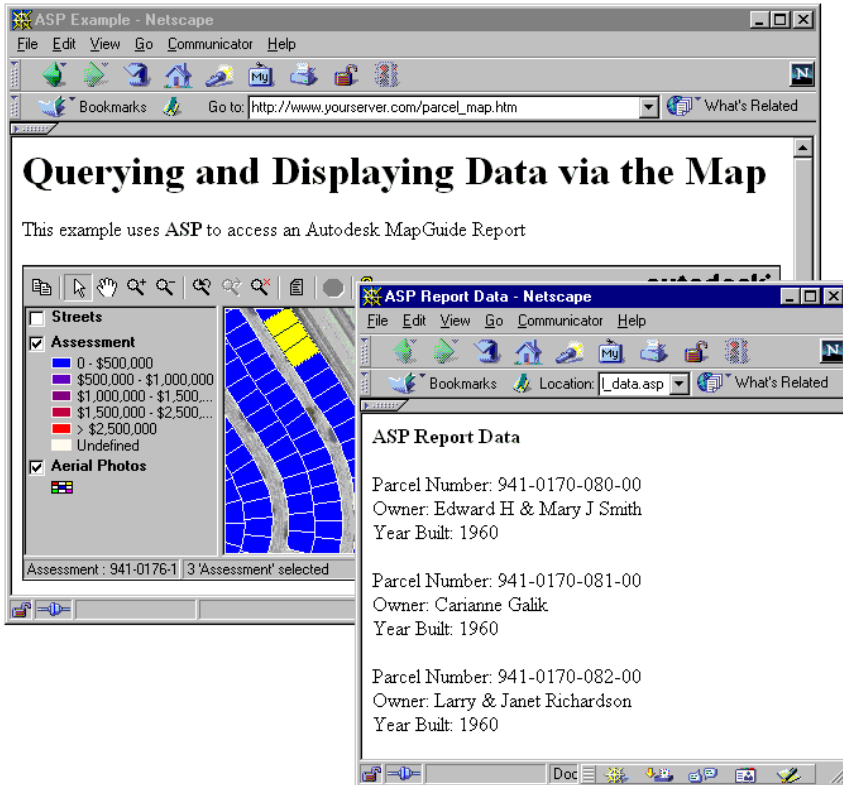 ASP Example - Netscape
File Edit View Go Communicator Help
My
N
Bookmarks Go to: http://www.yourserver.com/parcel_map.htm What's Related
Querying and Displaying Data via the Map
This example uses ASP to access an Autodesk MapGuide Report
Streets
Assessment
0 - $500,000
$500,000 - $1,000,000
$1,000,000 - $1,500,...
$1,500,000 - $2,500,...
> $2,500,000
Undefined
Aerial Photos
Assessment : 941-0176-1 3 'Assessment' selected
ASP Report Data - Netscape
File Edit View Go Communicator Help
My
N
Bookmarks Location: l_data.asp What's Related
ASP Report Data
Parcel Number: 941-0170-080-00
Owner: Edward H & Mary J Smith
Year Built: 1960
Parcel Number: 941-0170-081-00
Owner: Carianne Galik
Year Built: 1960
Parcel Number: 941-0170-082-00
Owner: Larry & Janet Richardson
Year Built: 1960
Doc